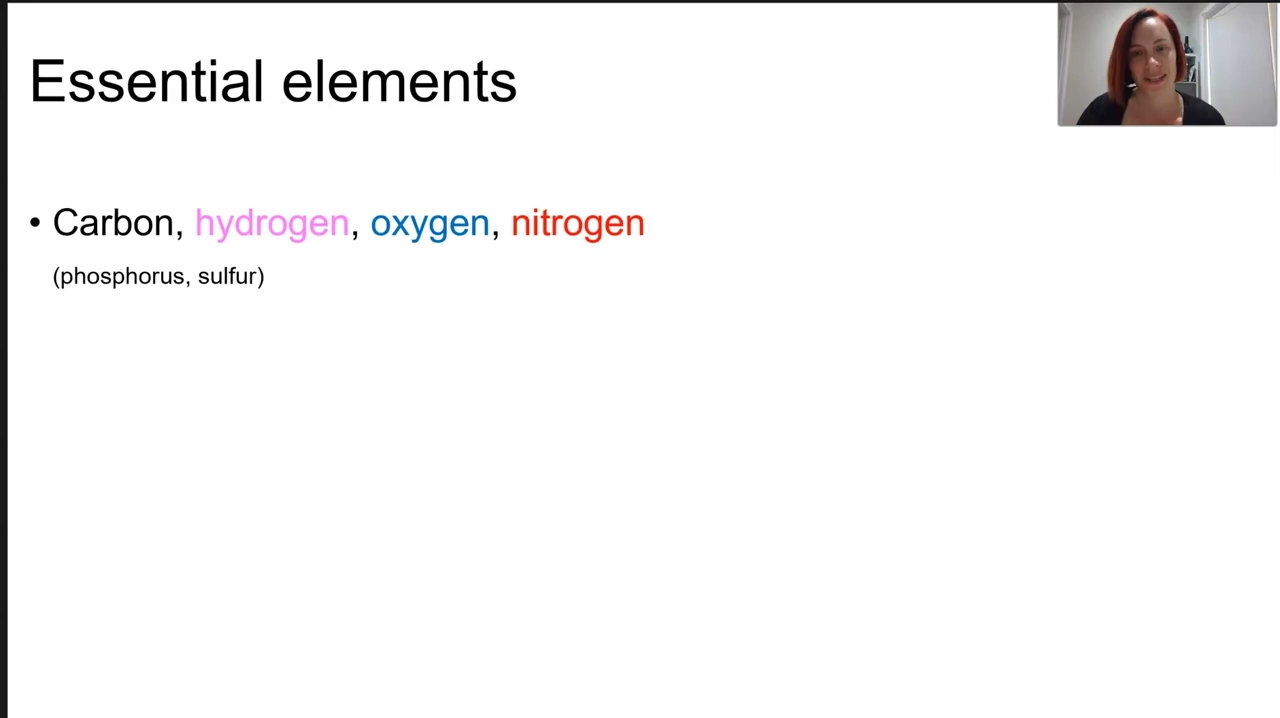 Essential elements
• Carbon, hydrogen, oxygen, nitrogen
(phosphorus, sulfur)